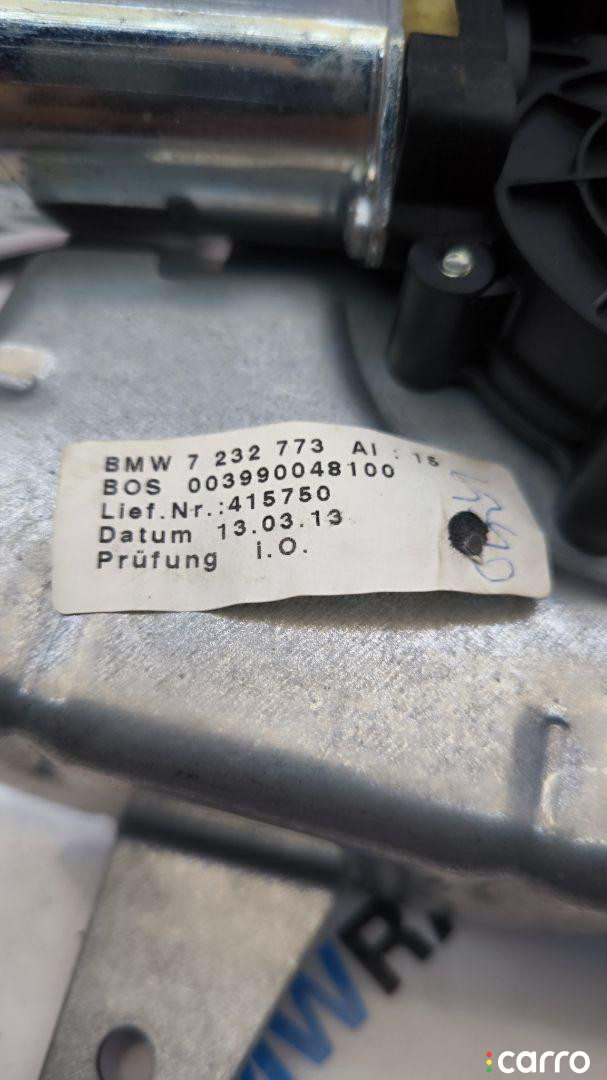 BMW 7 232 773 AI : 15
BOS 003990048100
Lief.Nr.:415750
Datum 13.03.13
Prüfung i.O.
carro